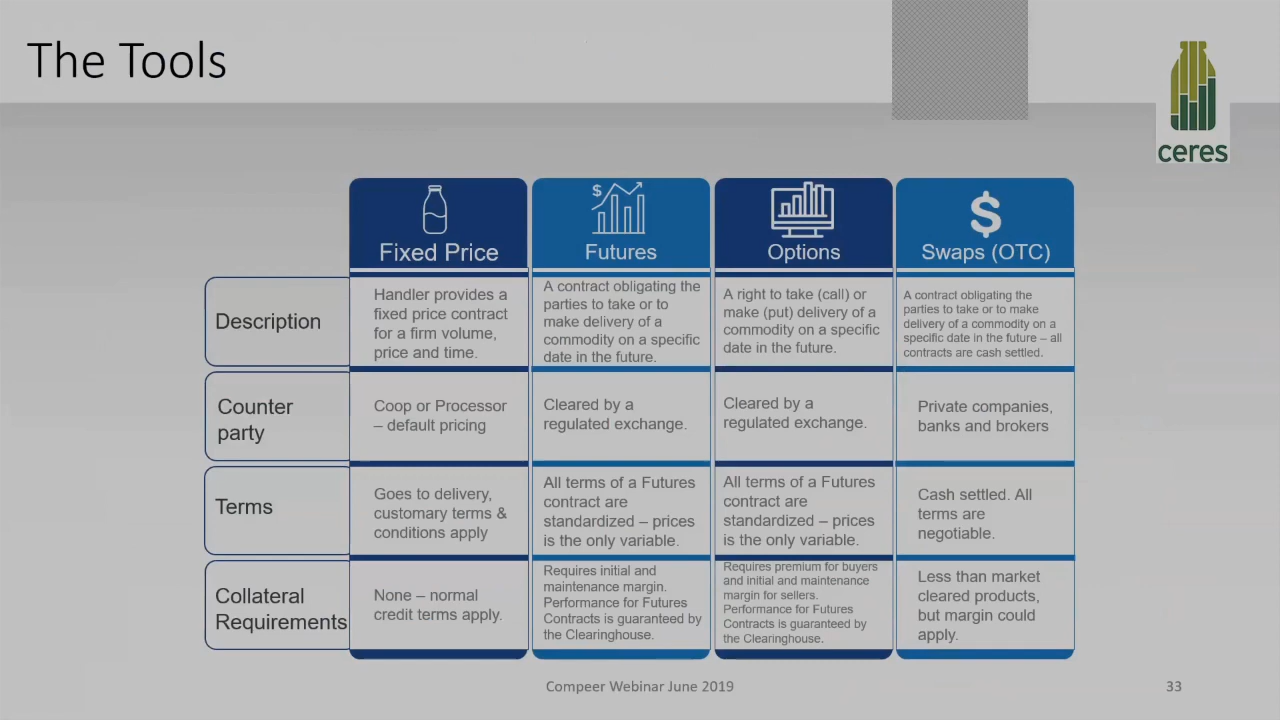 The Tools
ceres
Fixed Price
Futures
Options
$
Swaps (OTC)
Description
Handler provides a
fixed price contract
for a firm volume,
price and time.
A contract obligating the
parties to take or to
make delivery of a
commodity on a specific
date in the future.
A right to take (call) or
make (put) delivery of a
commodity on a specific
date in the future.
A contract obligating the
parties to take or to make
delivery of a commodity on a
specific date in the future – all
contracts are cash settled.
Counter
party
Coop or Processor
– default pricing
Cleared by a
regulated exchange.
Cleared by a
regulated exchange.
Private companies,
banks and brokers
Terms
Goes to delivery,
customary terms &
conditions apply
All terms of a Futures
contract are
standardized – prices
is the only variable.
All terms of a Futures
contract are
standardized – prices
is the only variable.
Cash settled. All
terms are
negotiable.
Collateral
Requirements
None – normal
credit terms apply.
Requires initial and
maintenance margin.
Performance for Futures
Contracts is guaranteed by
the Clearinghouse.
Requires premium for buyers
and initial and maintenance
margin for sellers.
Performance for Futures
Contracts is guaranteed by
the Clearinghouse.
Less than market
cleared products,
but margin could
apply.
Compeer Webinar June 2019
33